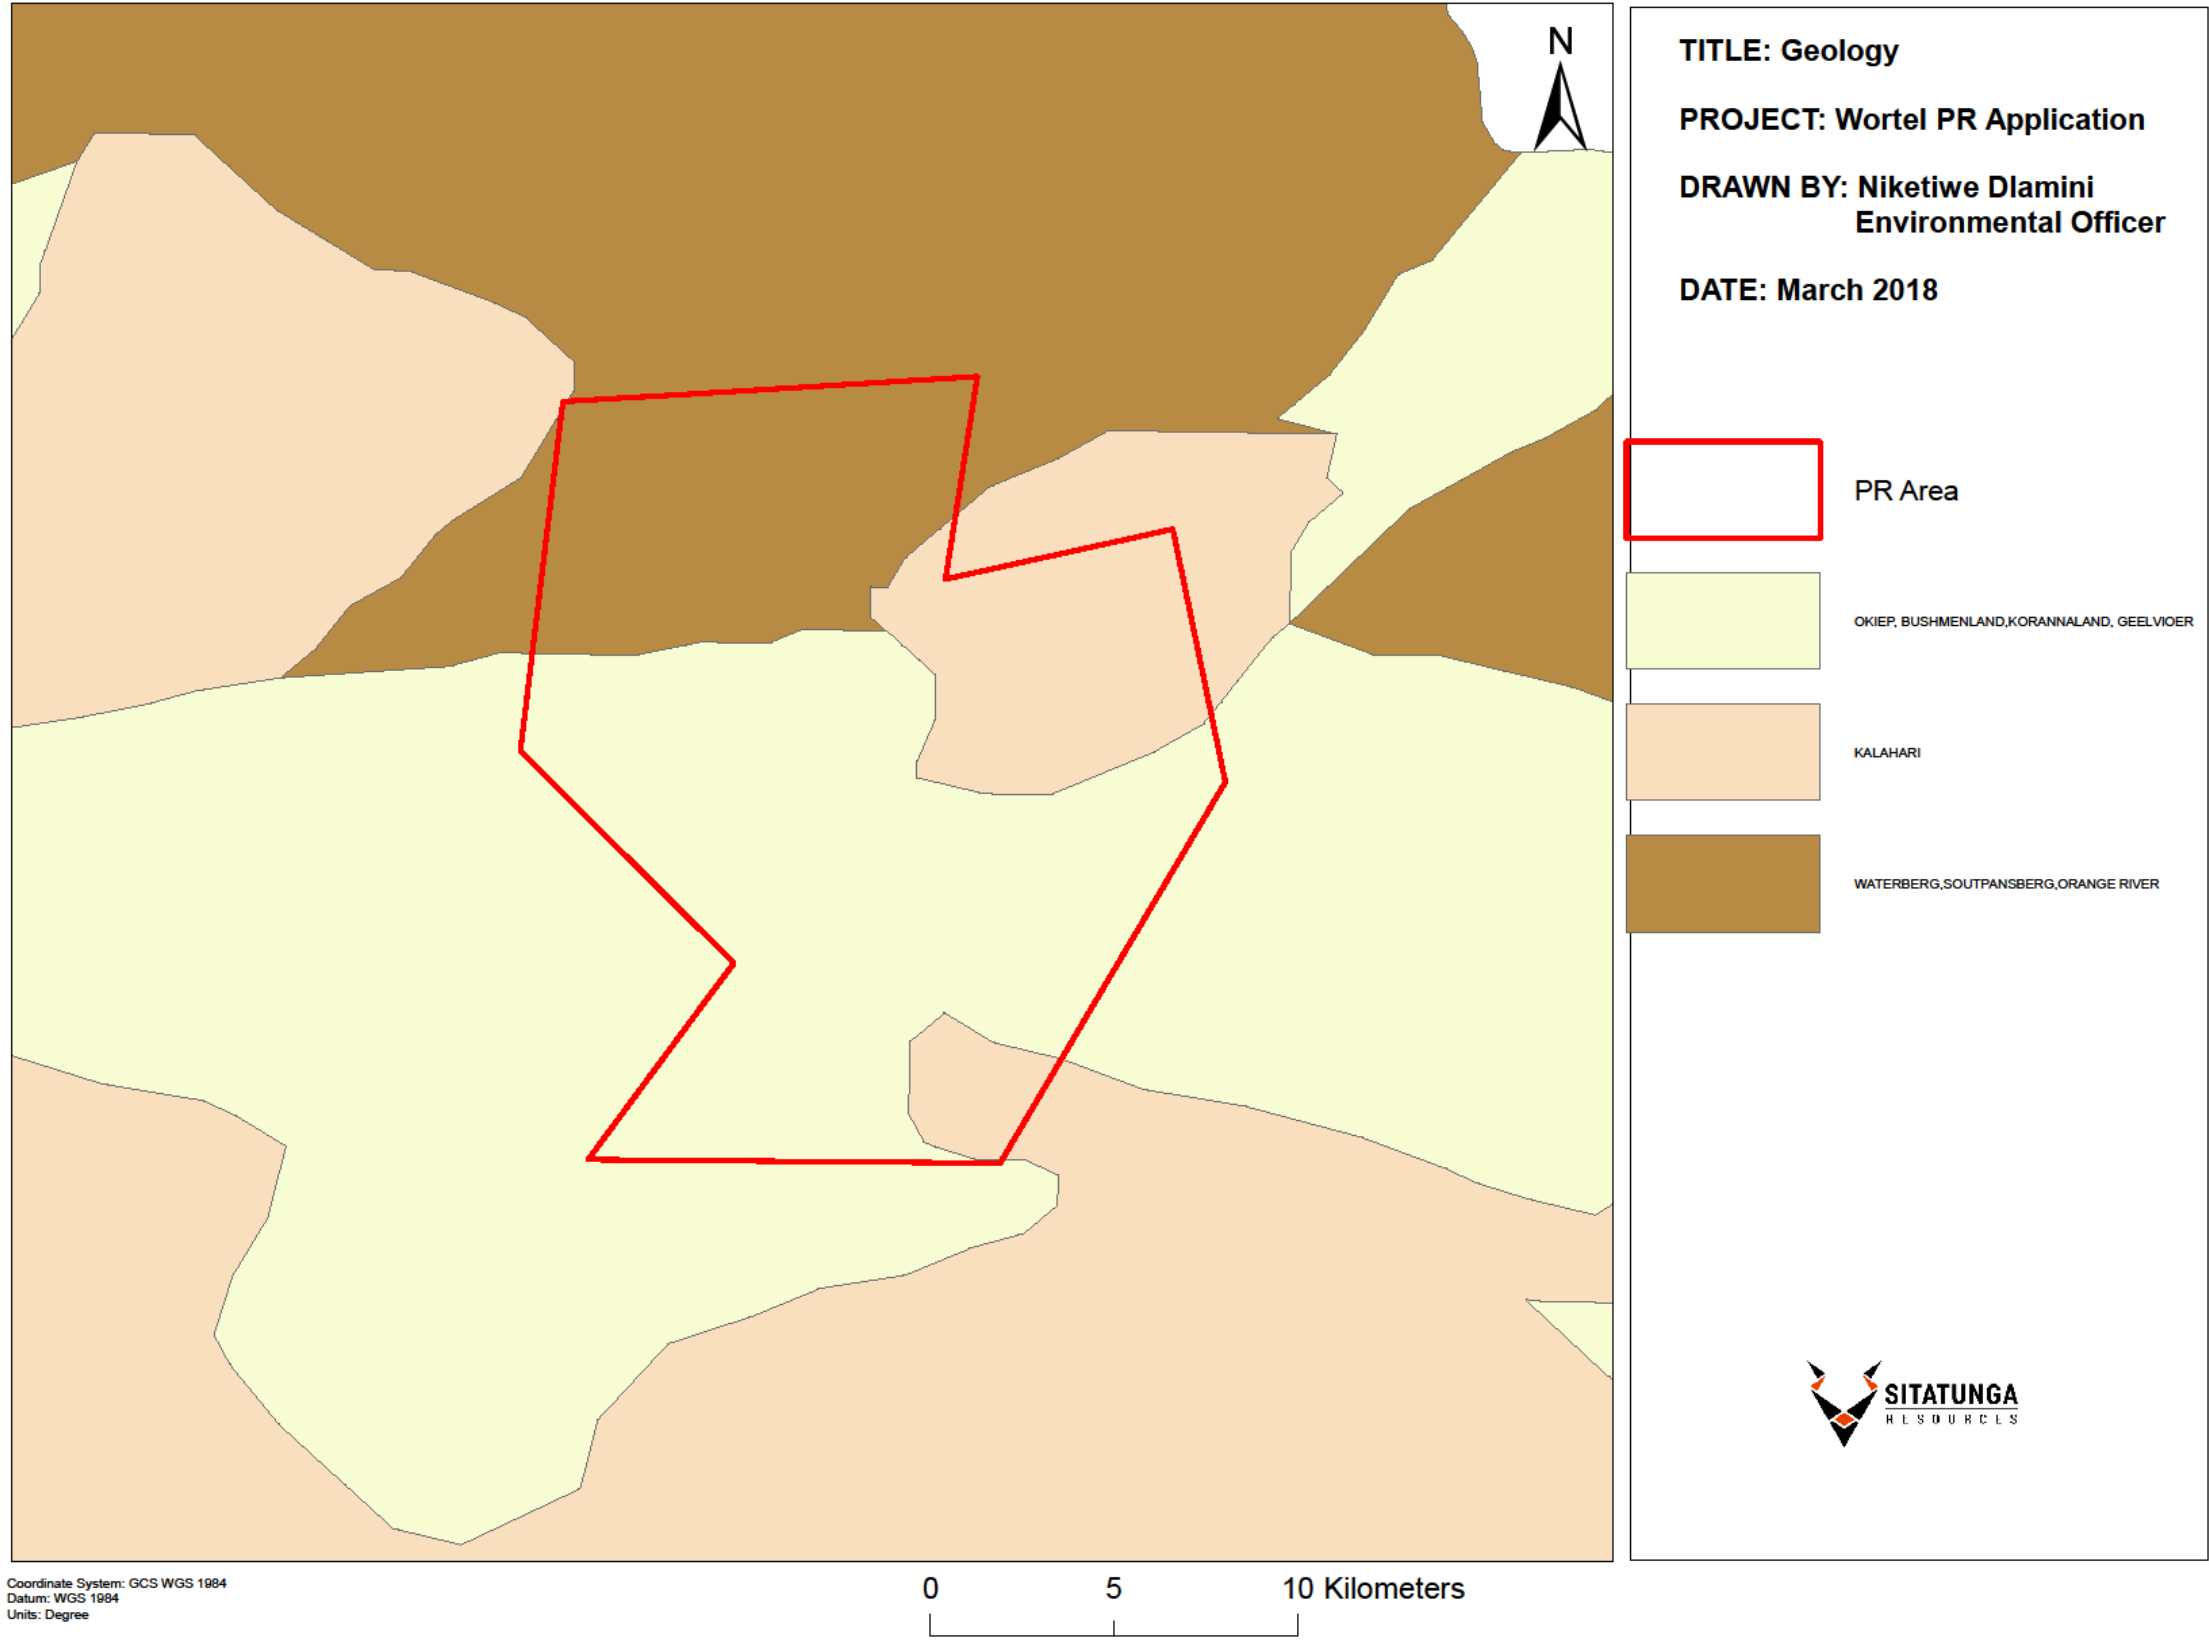 N
TITLE: Geology
PROJECT: Wortel PR Application
DRAWN BY: Niketiwe Dlamini
Environmental Officer
DATE: March 2018
PR Area
OKIEP, BUSHMENLAND,KORANNALAND, GEELVIOER
KALAHARI
WATERBERG,SOUTPANSBERG,ORANGE RIVER
SITATUNGA
RESOURCES
Coordinate System: GCS WGS 1984
Datum: WGS 1984
Units: Degree
0 5 10 Kilometers